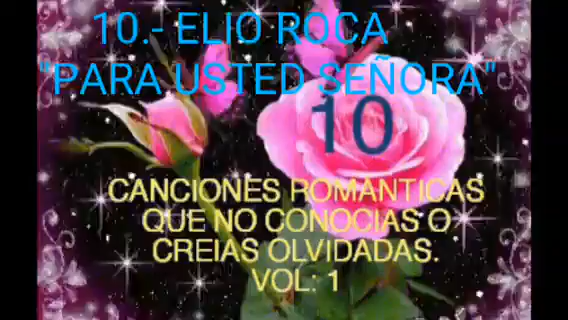 10.- ELIO ROCA
"PARA USTED SEÑORA"
10
CANCIONES ROMANTICAS
QUE NO CONOCIAS O
CREIAS OLVIDADAS.
VOL: 1